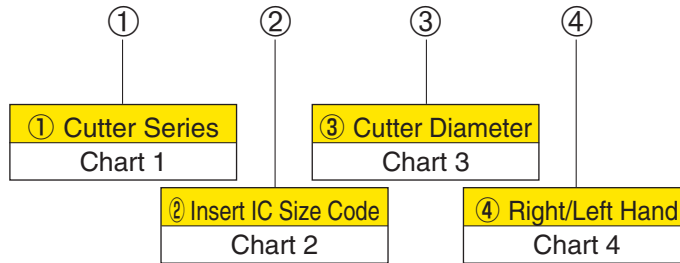 ① ② ③ ④
① Cutter Series
Chart 1
③ Cutter Diameter
Chart 3
② Insert IC Size Code
Chart 2
④ Right/Left Hand
Chart 4